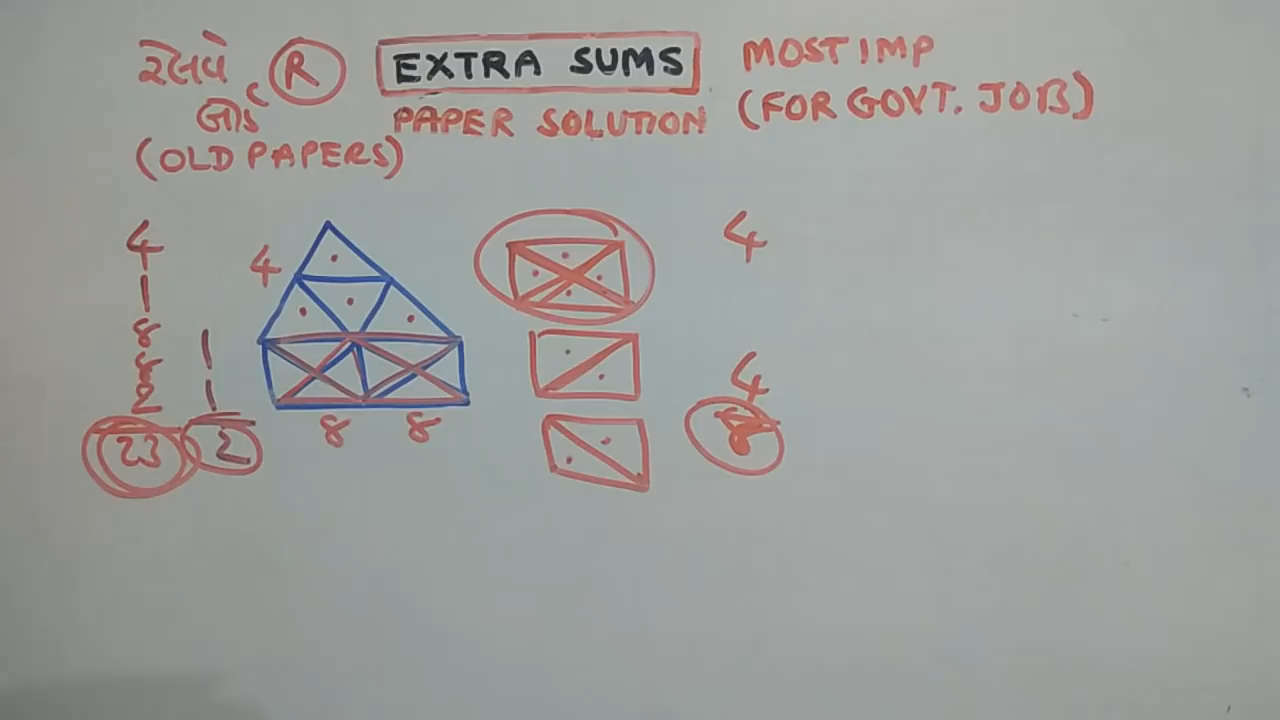 રેલવે R EXTRA SUMS MOST IMP
બોર્ડ PAPER SOLUTION (FOR GOVT. JOB)
(OLD PAPERS)
4 4 4
1
8 1
8 4
2 1
23 2 8 8 8